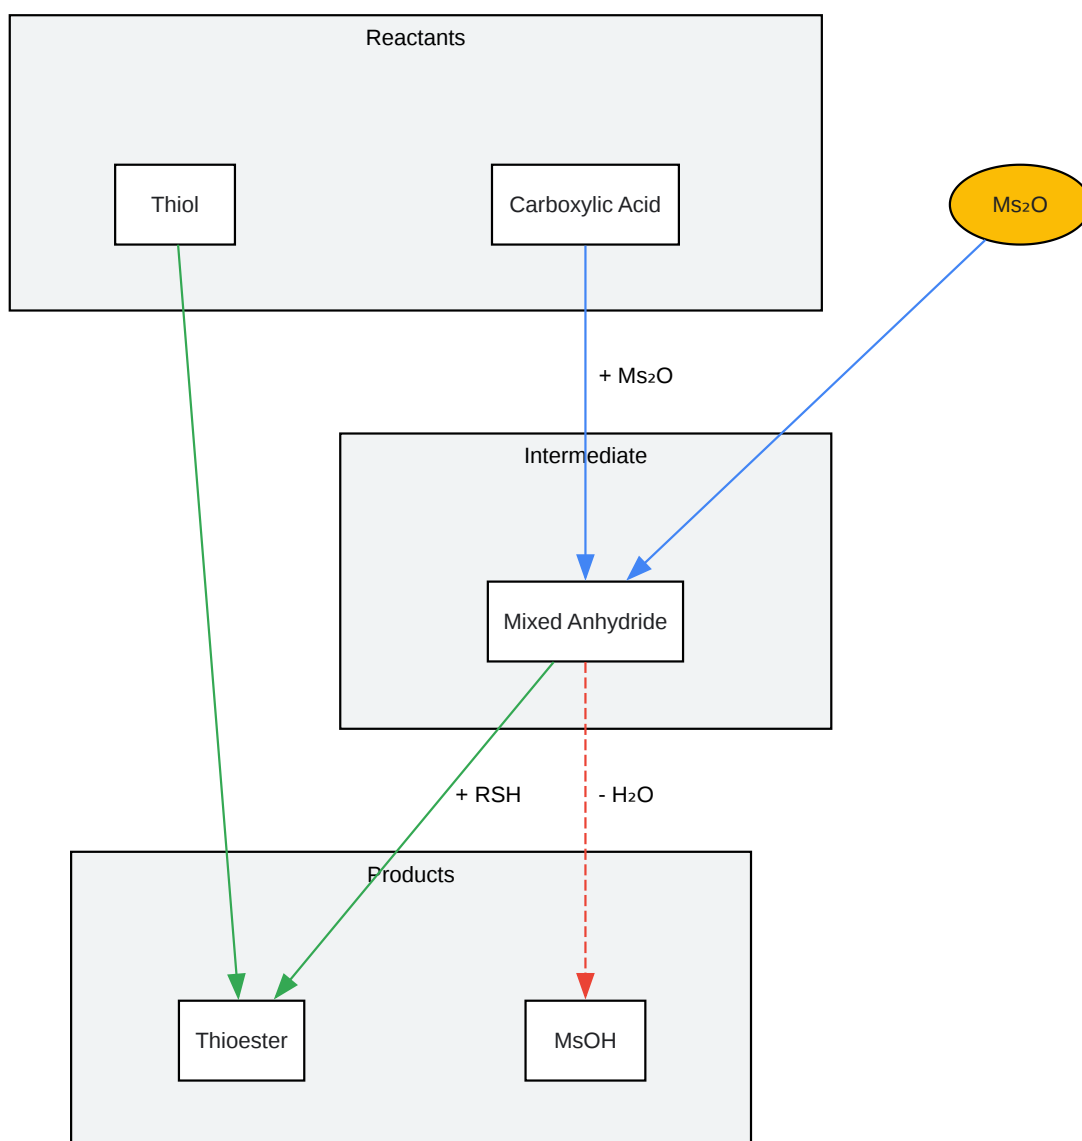 Reactants
Thiol
Carboxylic Acid
Ms₂O
+ Ms₂O
Intermediate
Mixed Anhydride
+ RSH
- H₂O
Products
Thioester
MsOH